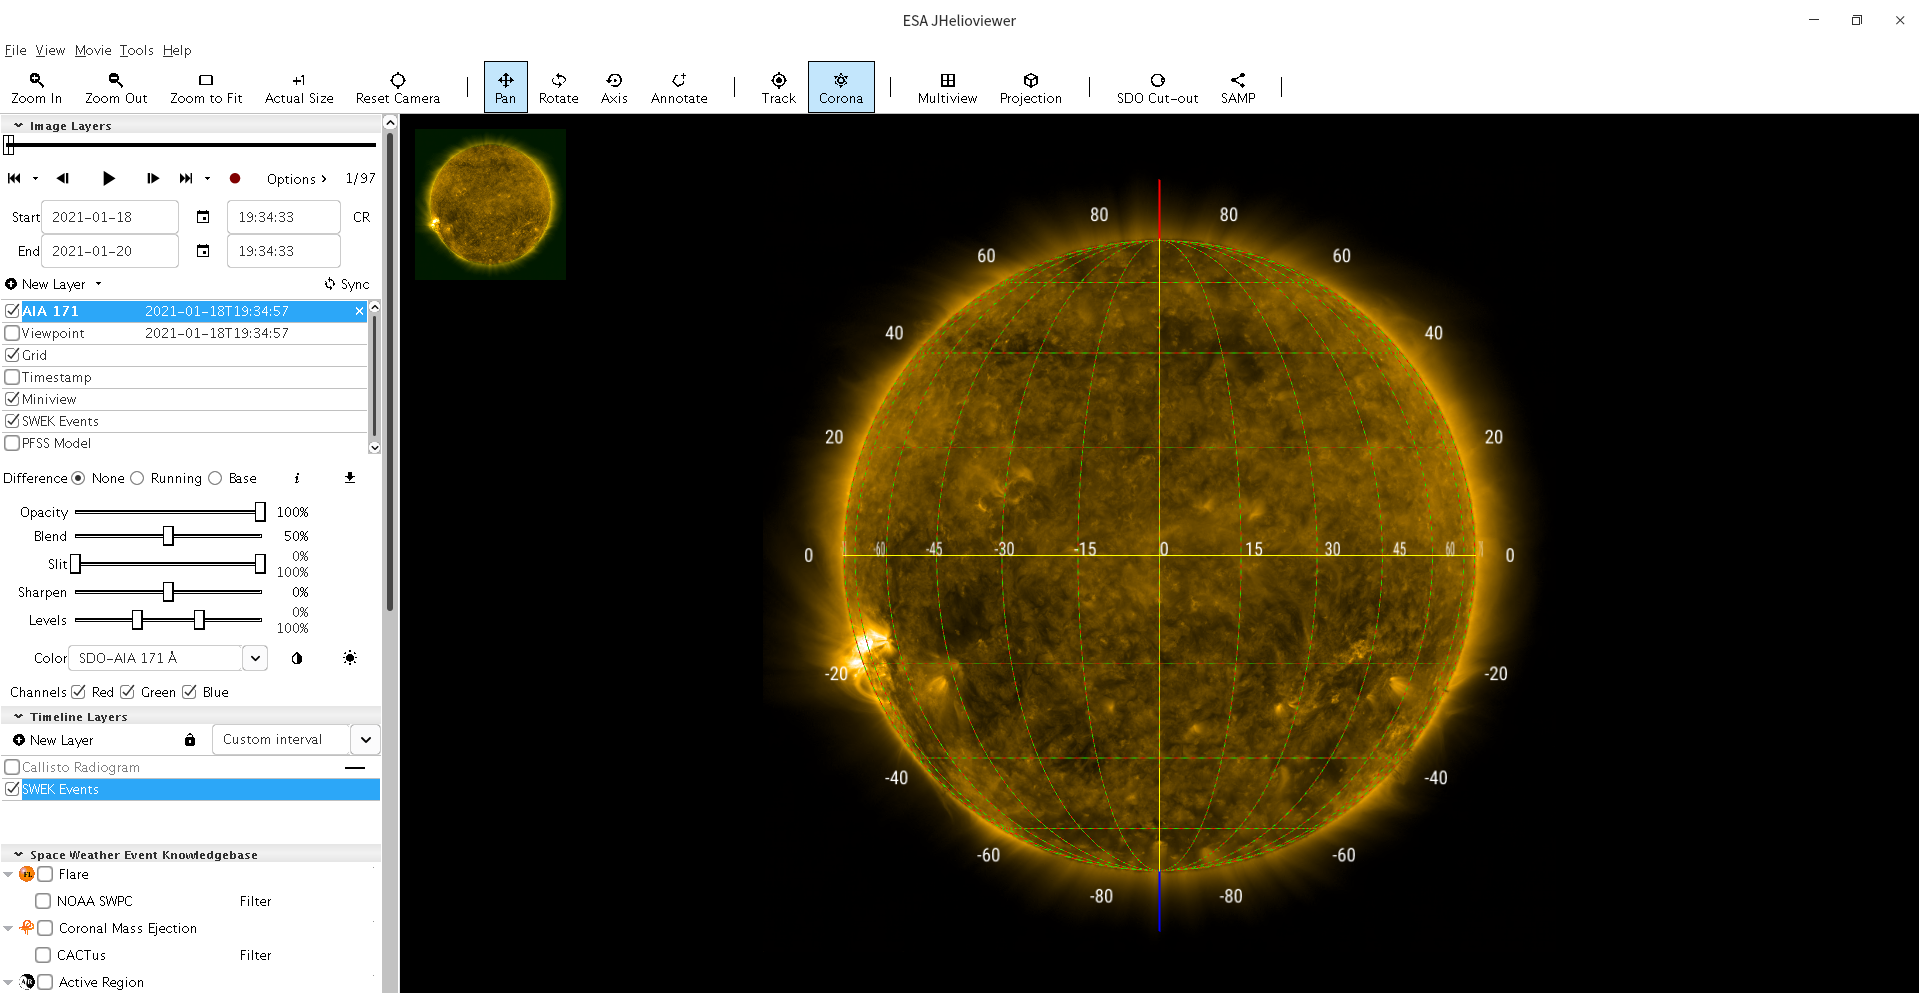 ESA JHelioviewer
File View Movie Tools Help
Zoom In Zoom Out Zoom to Fit +1 Actual Size Reset Camera Pan Rotate Axis Annotate Track Corona Multiview Projection SDO Cut-out SAMP
Image Layers
Options 1/97
Start 2021-01-18 19:34:33 CR
End 2021-01-20 19:34:33
New Layer Sync
AIA 171 2021-01-18T19:34:57
Viewpoint 2021-01-18T19:34:57
Grid
Timestamp
Miniview
SWEK Events
PFSS Model
Difference None Running Base i
Opacity 100%
Blend 50%
Slit 0% 100%
Sharpen 0%
Levels 0% 100%
Color SDO-AIA 171 Å
Channels Red Green Blue
Timeline Layers
New Layer Custom interval
Callisto Radiogram
SWEK Events
Space Weather Event Knowledgebase
FL Flare
NOAA SWPC Filter
Coronal Mass Ejection
CACTus Filter
AR Active Region
80 80
60 60
40 40
20 20
0 -60 -45 -30 -15 0 15 30 45 60 0
-20 -20
-40 -40
-60 -60
-80 -80